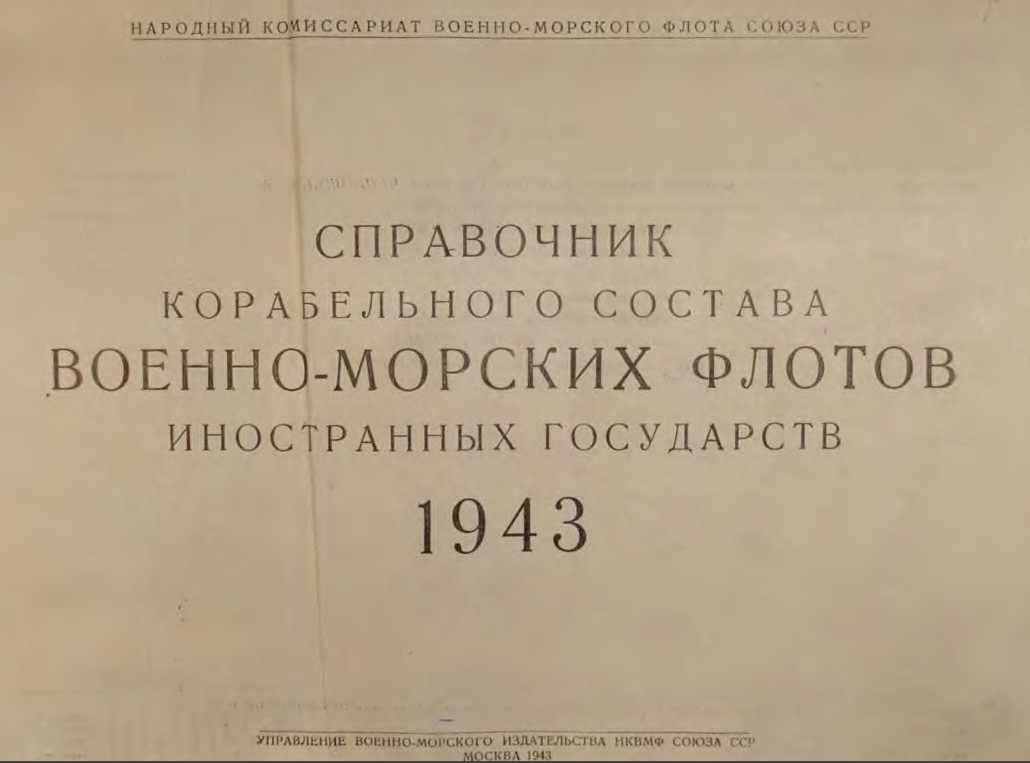 НАРОДНЫЙ КОМИССАРИАТ ВОЕННО-МОРСКОГО ФЛОТА СОЮЗА ССР
СПРАВОЧНИК
КОРАБЕЛЬНОГО СОСТАВА
ВОЕННО-МОРСКИХ ФЛОТОВ
ИНОСТРАННЫХ ГОСУДАРСТВ
1943
УПРАВЛЕНИЕ ВОЕННО-МОРСКОГО ИЗДАТЕЛЬСТВА НКВМФ СОЮЗА ССР
МОСКВА 1943